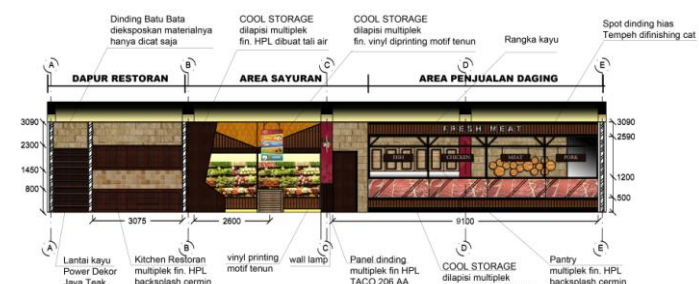 Dinding Batu Bata
dieksposkan materialnya
hanya dicat saja
COOL STORAGE
dilapisi multiplek
fin. HPL dibuat tali air
COOL STORAGE
dilapisi multiplek
fin. vinyl diprinting motif tenun
Rangka kayu
Spot dinding hias
Tempeh difinishing cat
A
B
C
D
E
DAPUR RESTORAN
AREA SAYURAN
AREA PENJUALAN DAGING
3090
2300
1460
800
3090
2590
1200
500
FRESH MEAT
CHICKEN
MEAT
PORK
3075
2600
9100
A
B
C
D
E
Lantai kayu
Power Dekor
Java Teak
Kitchen Restoran
multiplek fin. HPL
backsplash cermin
vinyl printing
motif tenun
wall lamp
Panel dinding
multiplek fin HPL
TACO 206 AA
COOL STORAGE
dilapisi multiplek
Pantry
multiplek fin. HPL
backsplash cermin